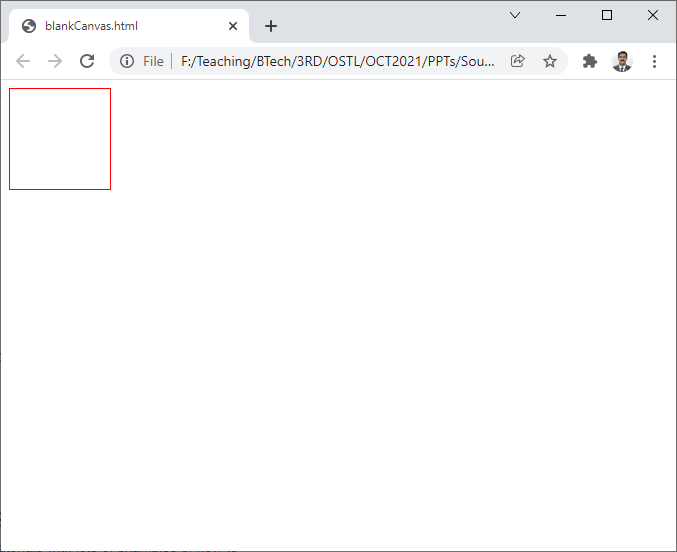 blankCanvas.html
File
F:/Teaching/BTech/3RD/OSTL/OCT2021/PPTs/Sou...